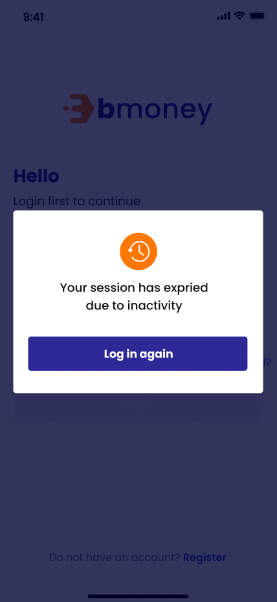 9:41
bmoney
Hello
Login first to continue
Your session has expried
due to inactivity
Log in again
Do not have an account? Register